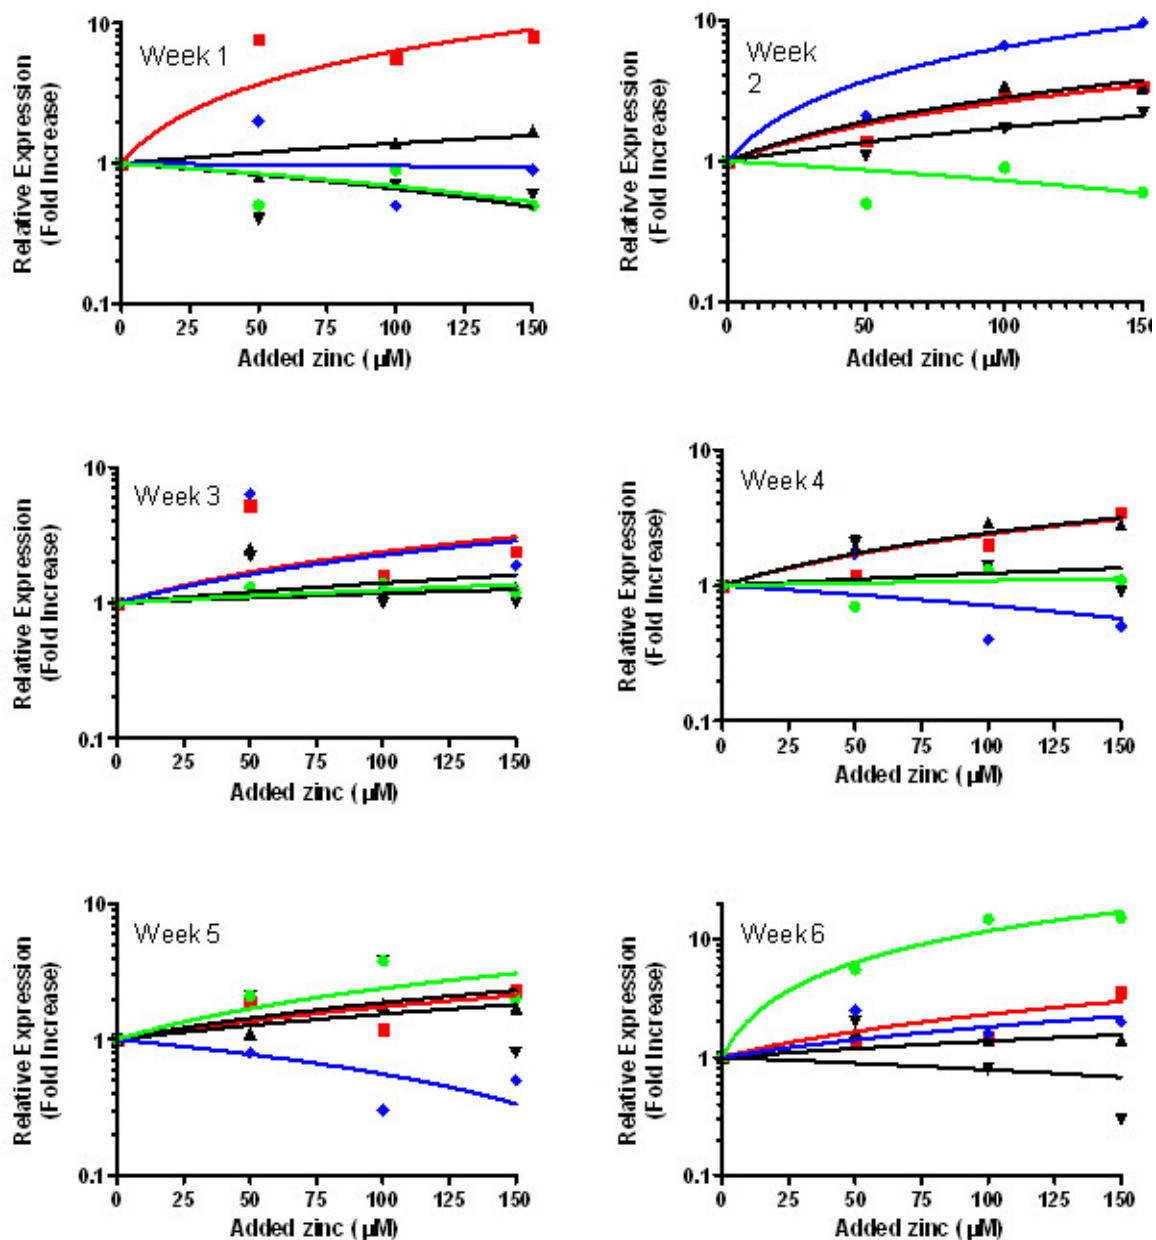 Week 1
10
1
0.1
Relative Expression
(Fold Increase)
0 25 50 75 100 125 150
Added zinc (µM)
Week
2
10
1
0.1
Relative Expression
(Fold Increase)
0 50 100 150
Added zinc (µM)
Week 3
10
1
0.1
Relative Expression
(Fold Increase)
0 25 50 75 100 125 150
Added zinc (µM)
Week 4
10
1
0.1
Relative Expression
(Fold Increase)
0 25 50 75 100 125 150
Added zinc (µM)
Week 5
10
1
0.1
Relative Expression
(Fold Increase)
0 25 50 75 100 125 150
Added zinc (µM)
Week 6
10
1
0.1
Relative Expression
(Fold Increase)
0 25 50 75 100 125 150
Added zinc (µM)